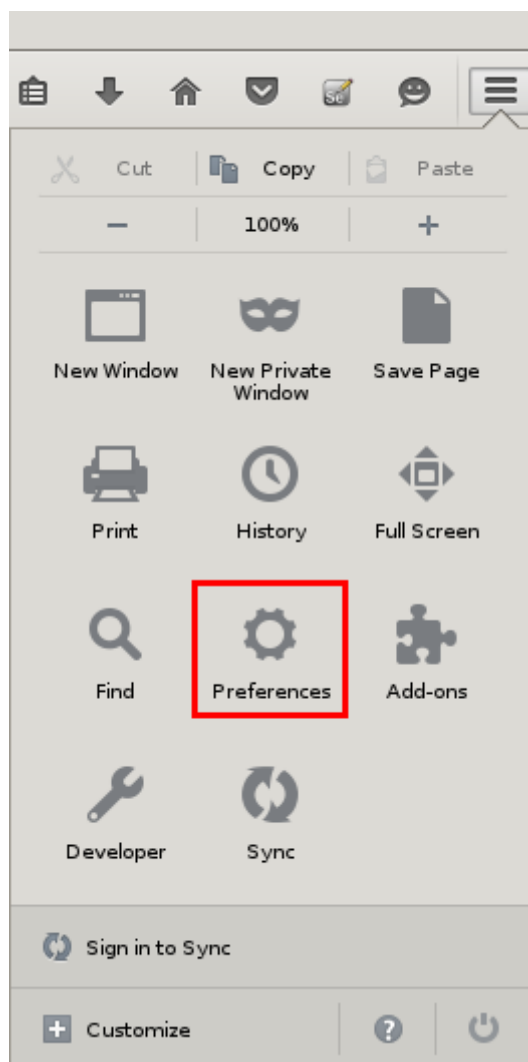 Se
Cut Copy Paste
100%
New Window New Private Window Save Page
Print History Full Screen
Find Preferences Add-ons
Developer Sync
Sign in to Sync
Customize